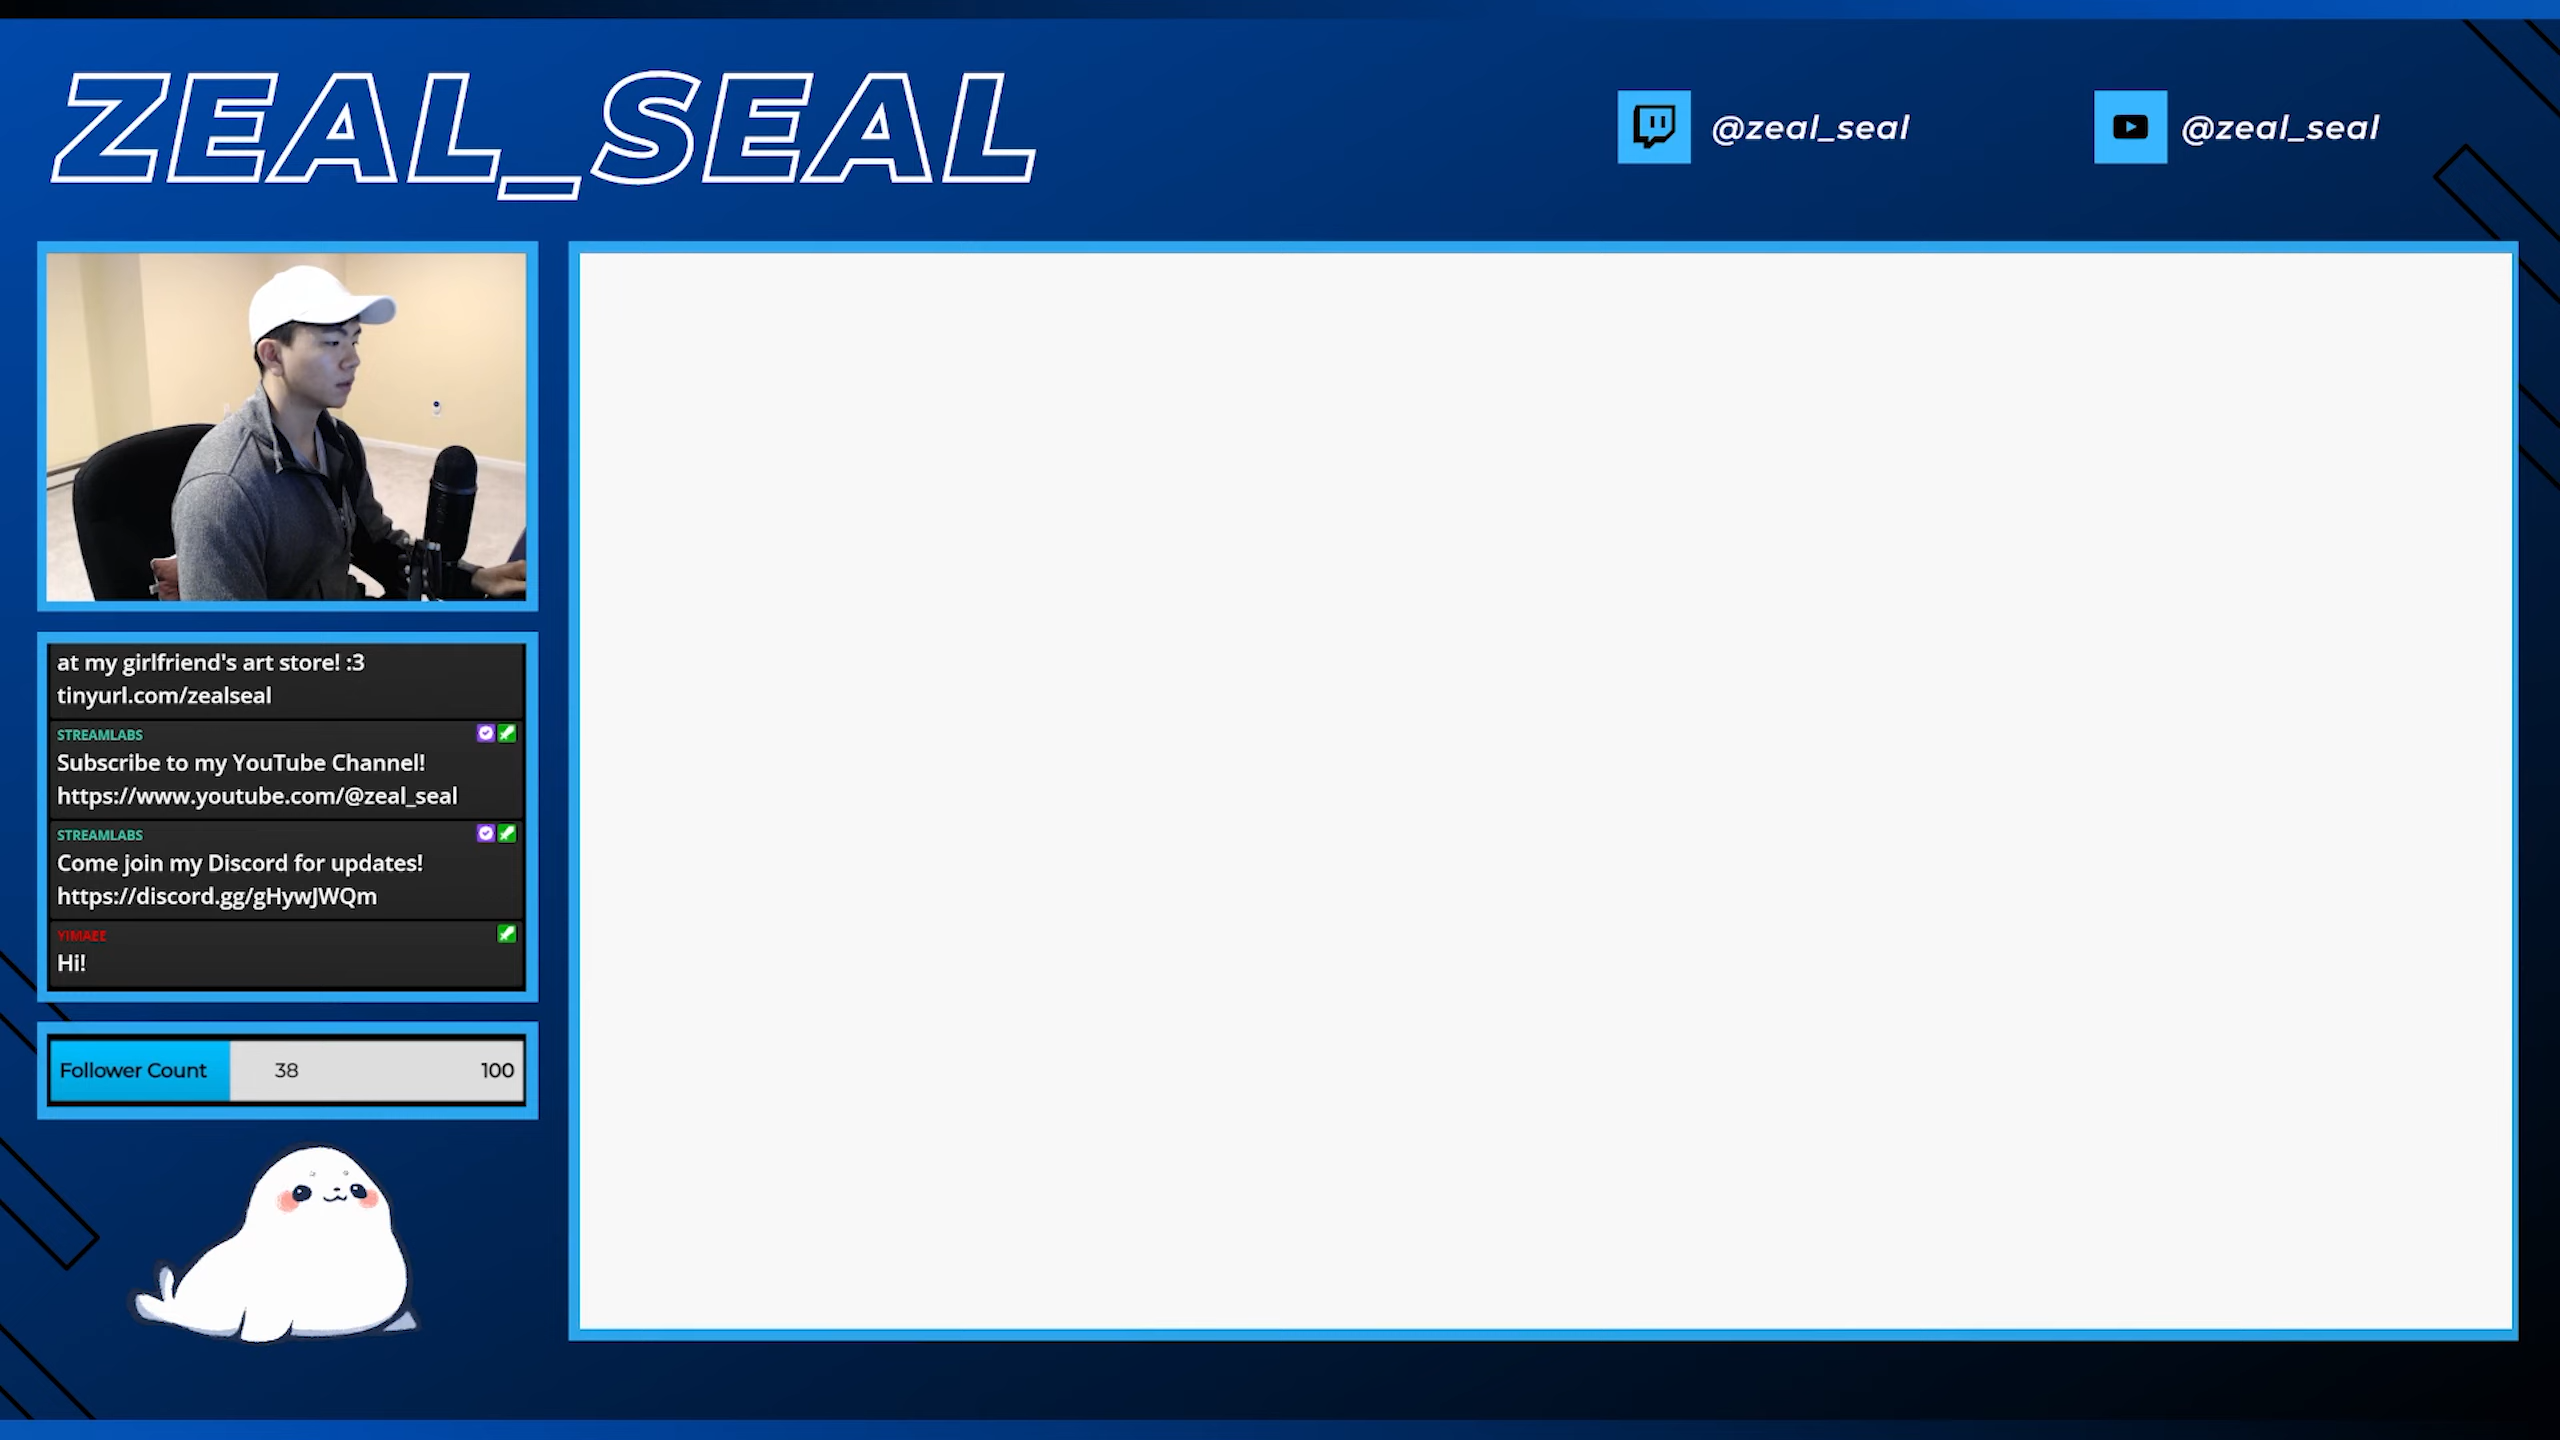 ZEAL_SEAL
@zeal_seal
@zeal_seal
at my girlfriend's art store! :3
tinyurl.com/zealseal
STREAMLABS
Subscribe to my YouTube Channel!
https://www.youtube.com/@zeal_seal
STREAMLABS
Come join my Discord for updates!
https://discord.gg/gHywJWQm
YIMAEE
Hi!
Follower Count 38 100